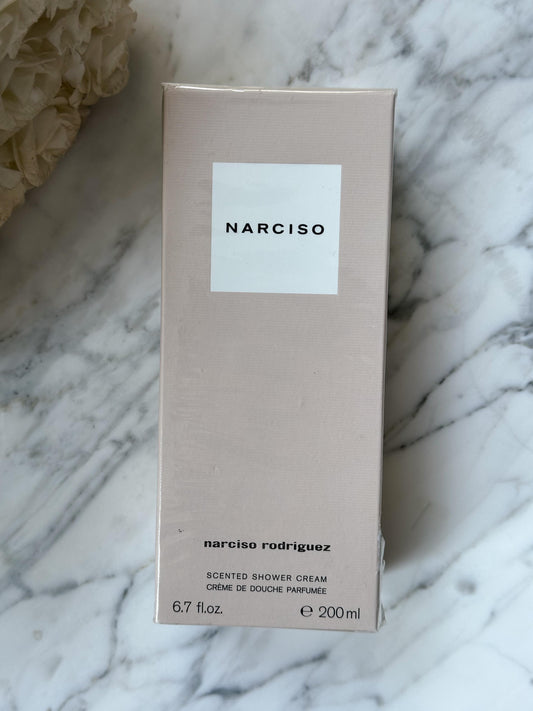 NARCISO
narciso rodriguez
SCENTED SHOWER CREAM
CRÈME DE DOUCHE PARFUMÉE
6.7 fl.oz. ℮ 200 ml